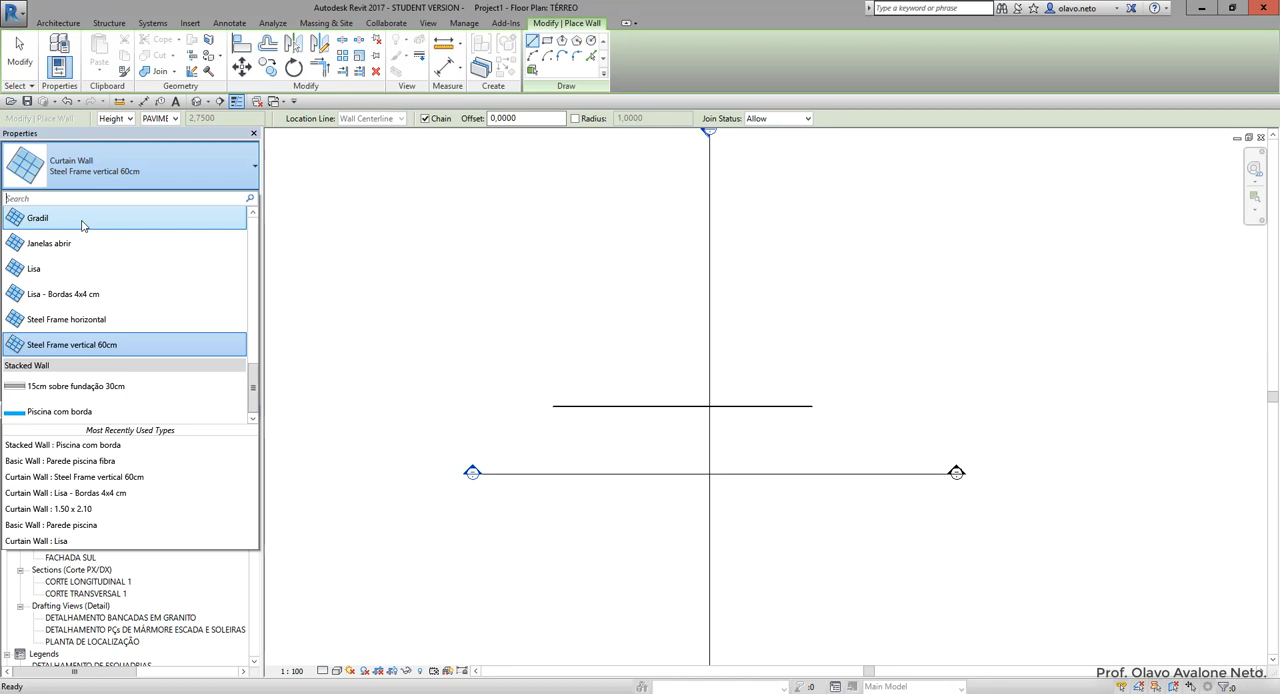 Autodesk Revit 2017 - STUDENT VERSION - Project1 - Floor Plan: TÉRREO
Type a keyword or phrase
olavo.neto
Architecture Structure Systems Insert Annotate Analyze Massing & Site Collaborate View Manage Add-Ins Modify | Place Wall
Modify
Cope
Cut
Join
Paste
Select Properties Clipboard Geometry Modify View Measure Create Draw
Modify | Place Wall Height PAVIME 2,7500 Location Line: Wall Centerline Chain Offset: 0,0000 Radius: 1,0000 Join Status: Allow
Properties
Curtain Wall
Steel Frame vertical 60cm
Search
Gradil
Janelas abrir
Lisa
Lisa - Bordas 4x4 cm
Steel Frame horizontal
Steel Frame vertical 60cm
Stacked Wall
15cm sobre fundação 30cm
Piscina com borda
Most Recently Used Types
Stacked Wall : Piscina com borda
Basic Wall : Parede piscina fibra
Curtain Wall : Steel Frame vertical 60cm
Curtain Wall : Lisa - Bordas 4x4 cm
Curtain Wall : 1.50 x 2.10
Basic Wall : Parede piscina
Curtain Wall : Lisa
FACHADA SUL
Sections (Corte PX/DX)
CORTE LONGITUDINAL 1
CORTE TRANSVERSAL 1
Drafting Views (Detail)
DETALHAMENTO BANCADAS EM GRANITO
DETALHAMENTO PÇs DE MÁRMORE ESCADA E SOLEIRAS
PLANTA DE LOCALIZAÇÃO
Legends
DETALHAMENTO DE ESQUADRIAS
1 : 100
Prof. Olavo Avalone Neto.
Ready
:0
Main Model
:0